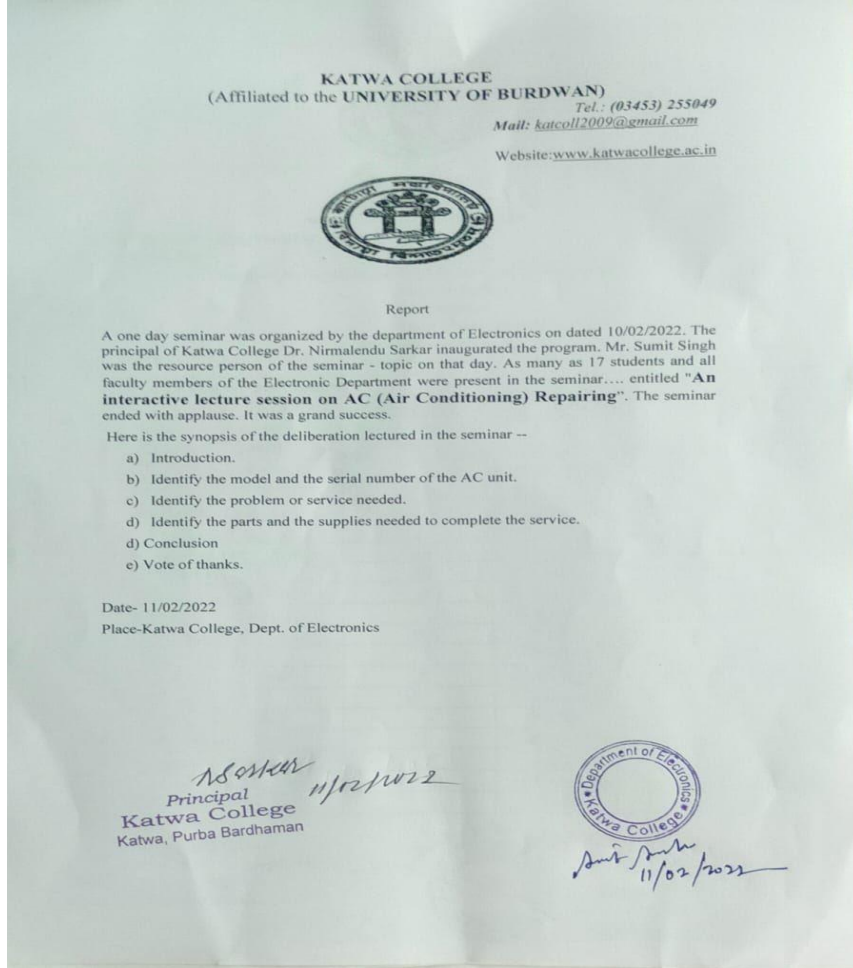 KATWA COLLEGE
(Affiliated to the UNIVERSITY OF BURDWAN)
Tel.: (03453) 255049
Mail: katcoll2009@gmail.com
Website:www.katwacollege.ac.in
Report
A one day seminar was organized by the department of Electronics on dated 10/02/2022. The
principal of Katwa College Dr. Nirmalendu Sarkar inaugurated the program. Mr. Sumit Singh
was the resource person of the seminar - topic on that day. As many as 17 students and all
faculty members of the Electronic Department were present in the seminar…. entitled "An
interactive lecture session on AC (Air Conditioning) Repairing". The seminar
ended with applause. It was a grand success.
Here is the synopsis of the deliberation lectured in the seminar --
a) Introduction.
b) Identify the model and the serial number of the AC unit.
c) Identify the problem or service needed.
d) Identify the parts and the supplies needed to complete the service.
d) Conclusion
e) Vote of thanks.
Date- 11/02/2022
Place-Katwa College, Dept. of Electronics
NSarkar
11/02/2022
Principal
Katwa College
Katwa, Purba Bardhaman
Department of Electronics
Katwa College
11/02/2022